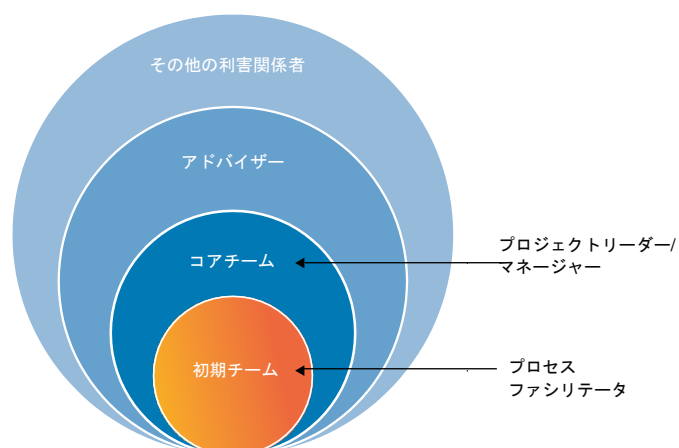 その他の利害関係者
アドバイザー
コアチーム
プロジェクトリーダー/
マネージャー
初期チーム
プロセス
ファシリテータ